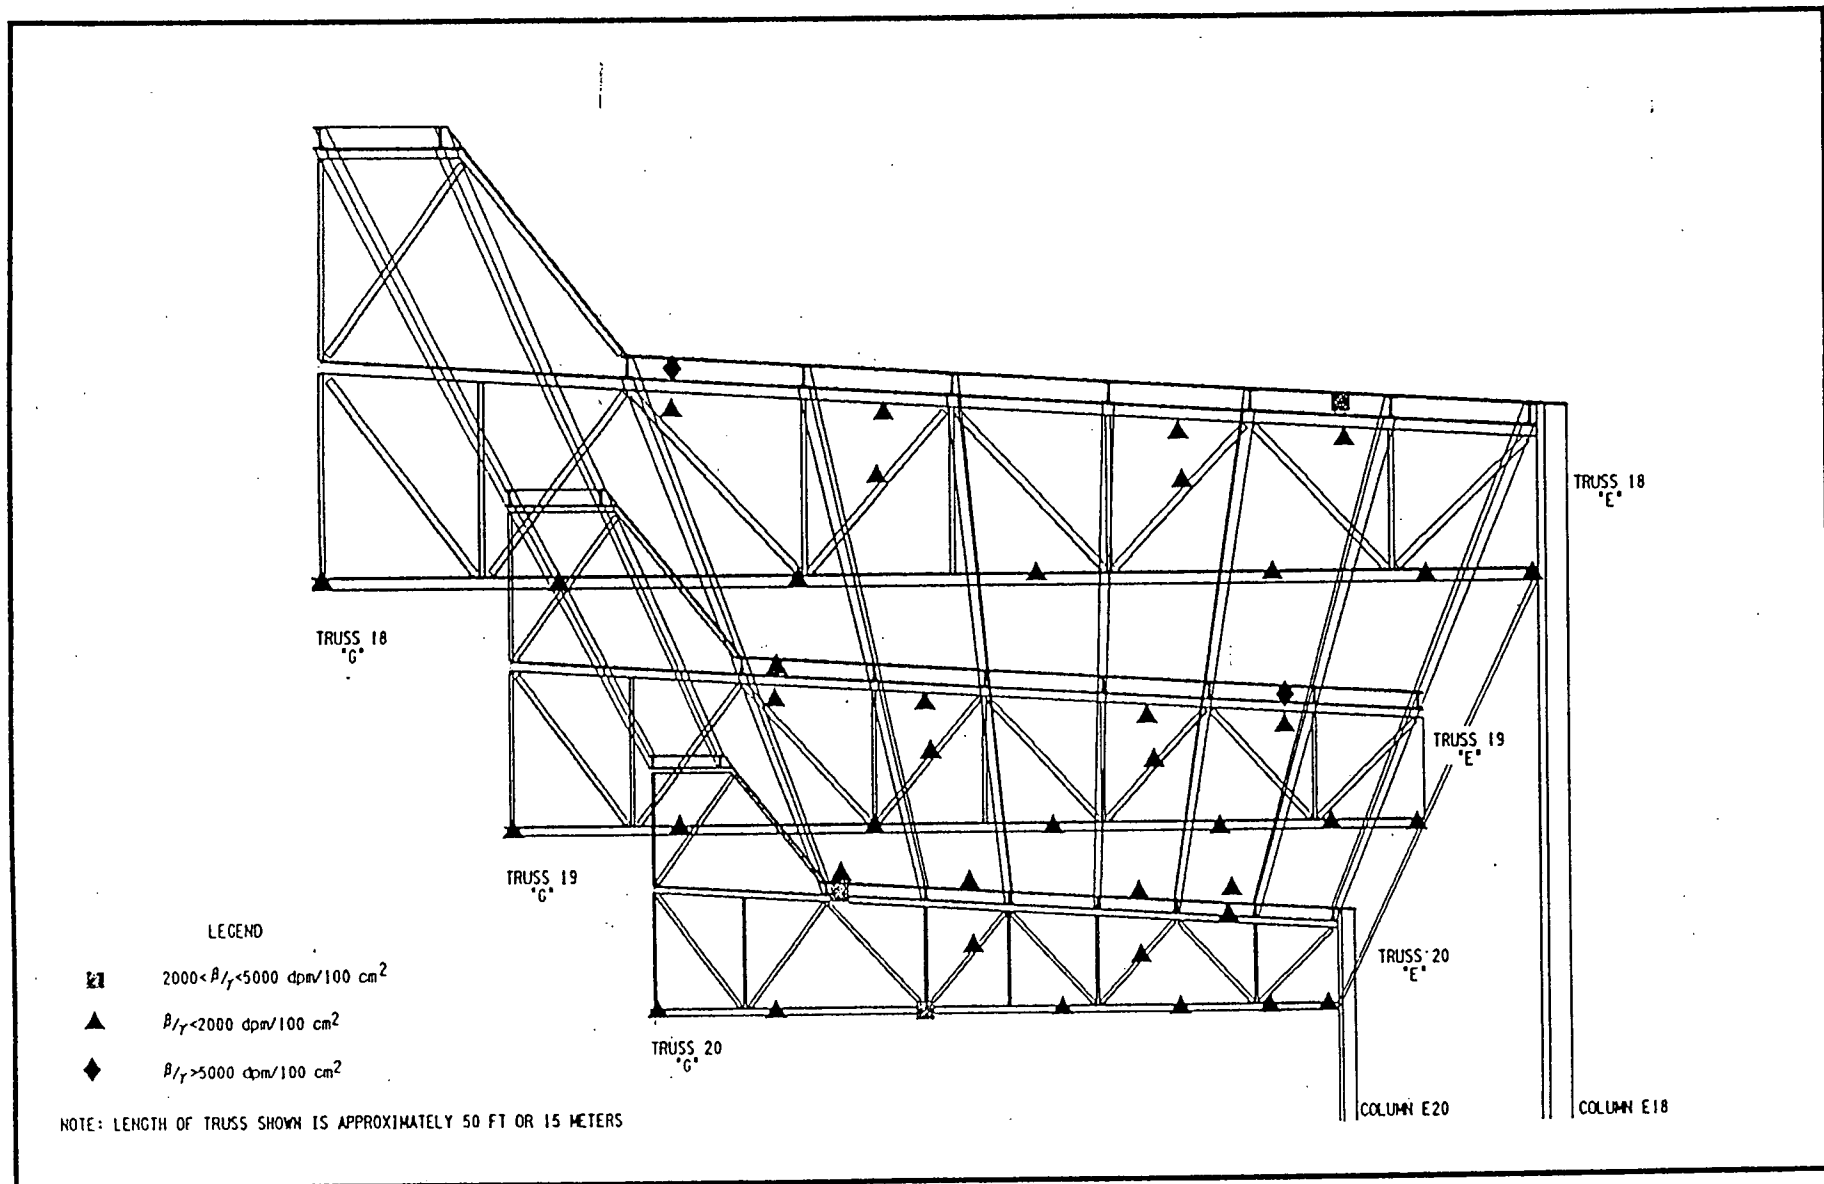 TRUSS 18
"E"
TRUSS 18
"G"
TRUSS 19
"E"
TRUSS 19
"G"
TRUSS 20
"E"
TRUSS 20
"G"
LEGEND
2000<β/γ<5000 dpm/100 cm²
β/γ<2000 dpm/100 cm²
β/γ>5000 dpm/100 cm²
NOTE: LENGTH OF TRUSS SHOWN IS APPROXIMATELY 50 FT OR 15 METERS
COLUMN E20
COLUMN E18